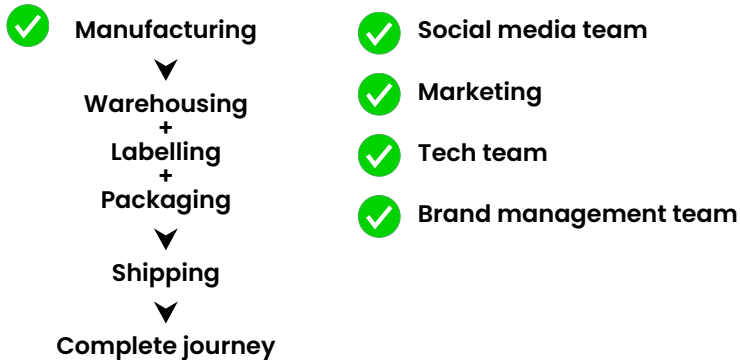 Manufacturing
Warehousing
+
Labelling
+
Packaging
Shipping
Complete journey
Social media team
Marketing
Tech team
Brand management team